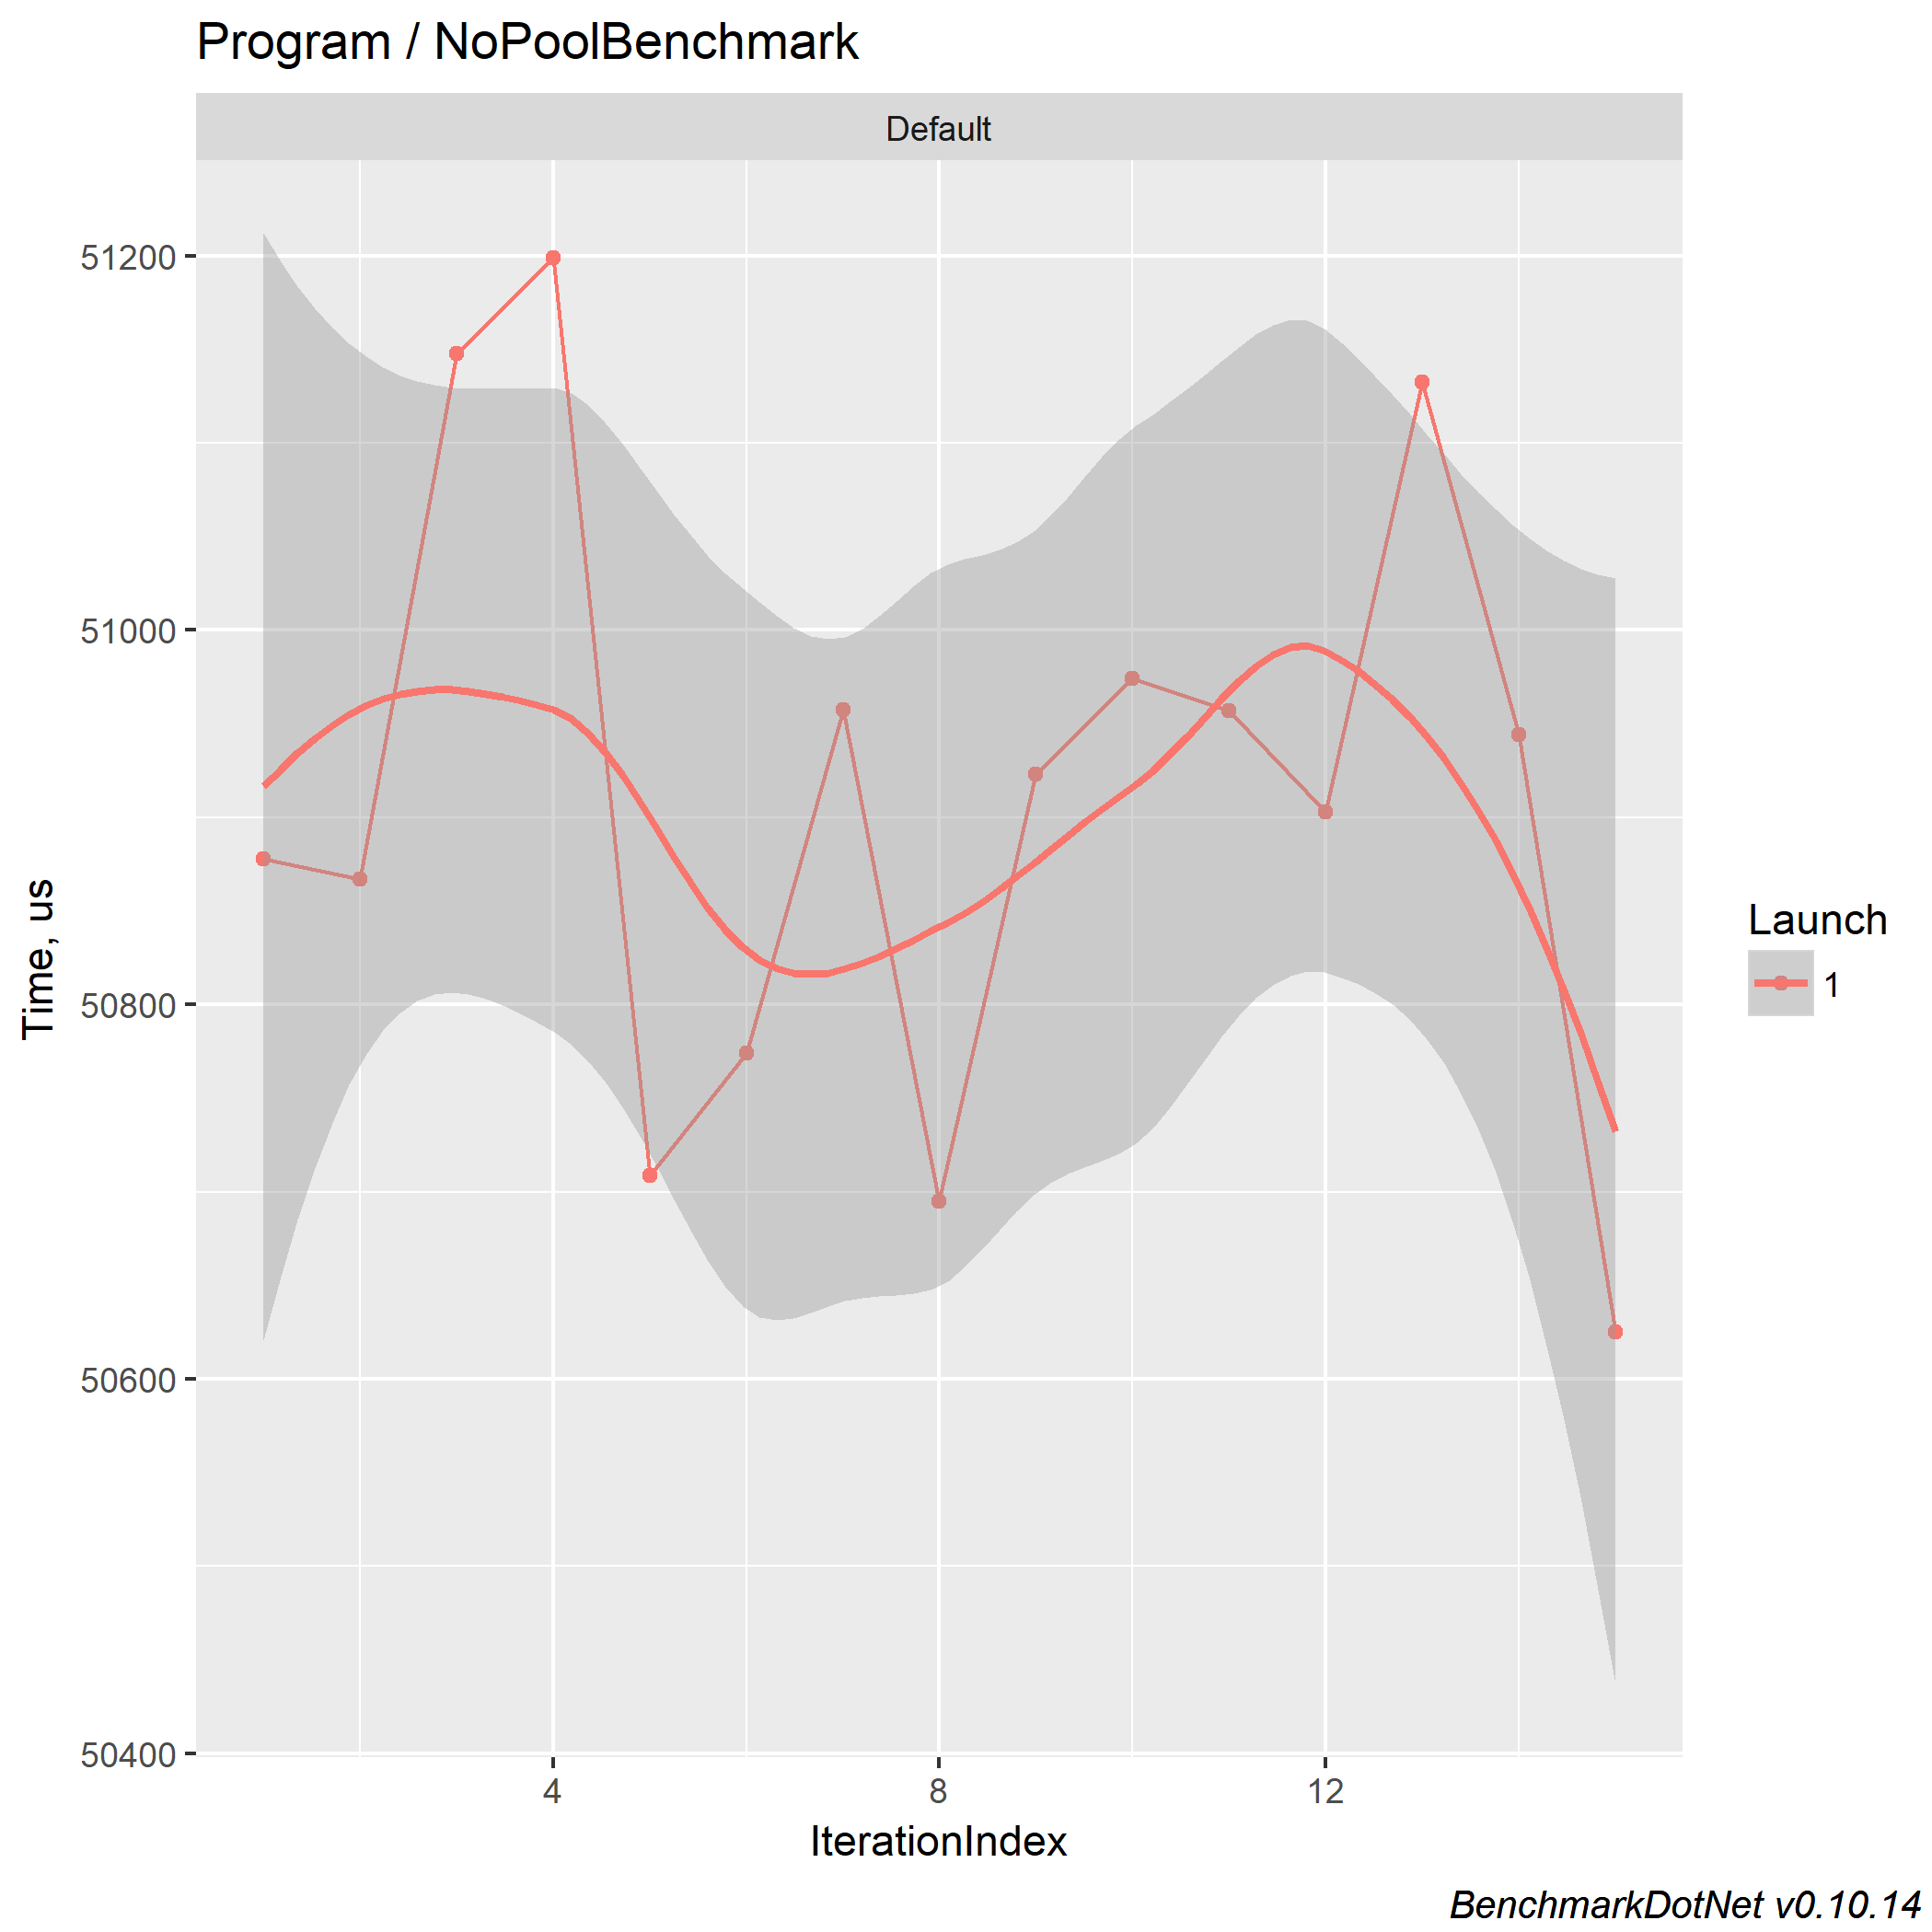 Program / NoPoolBenchmark
Default
Time, us
51200
51000
50800
50600
50400
4 8 12
IterationIndex
Launch
1
BenchmarkDotNet v0.10.14